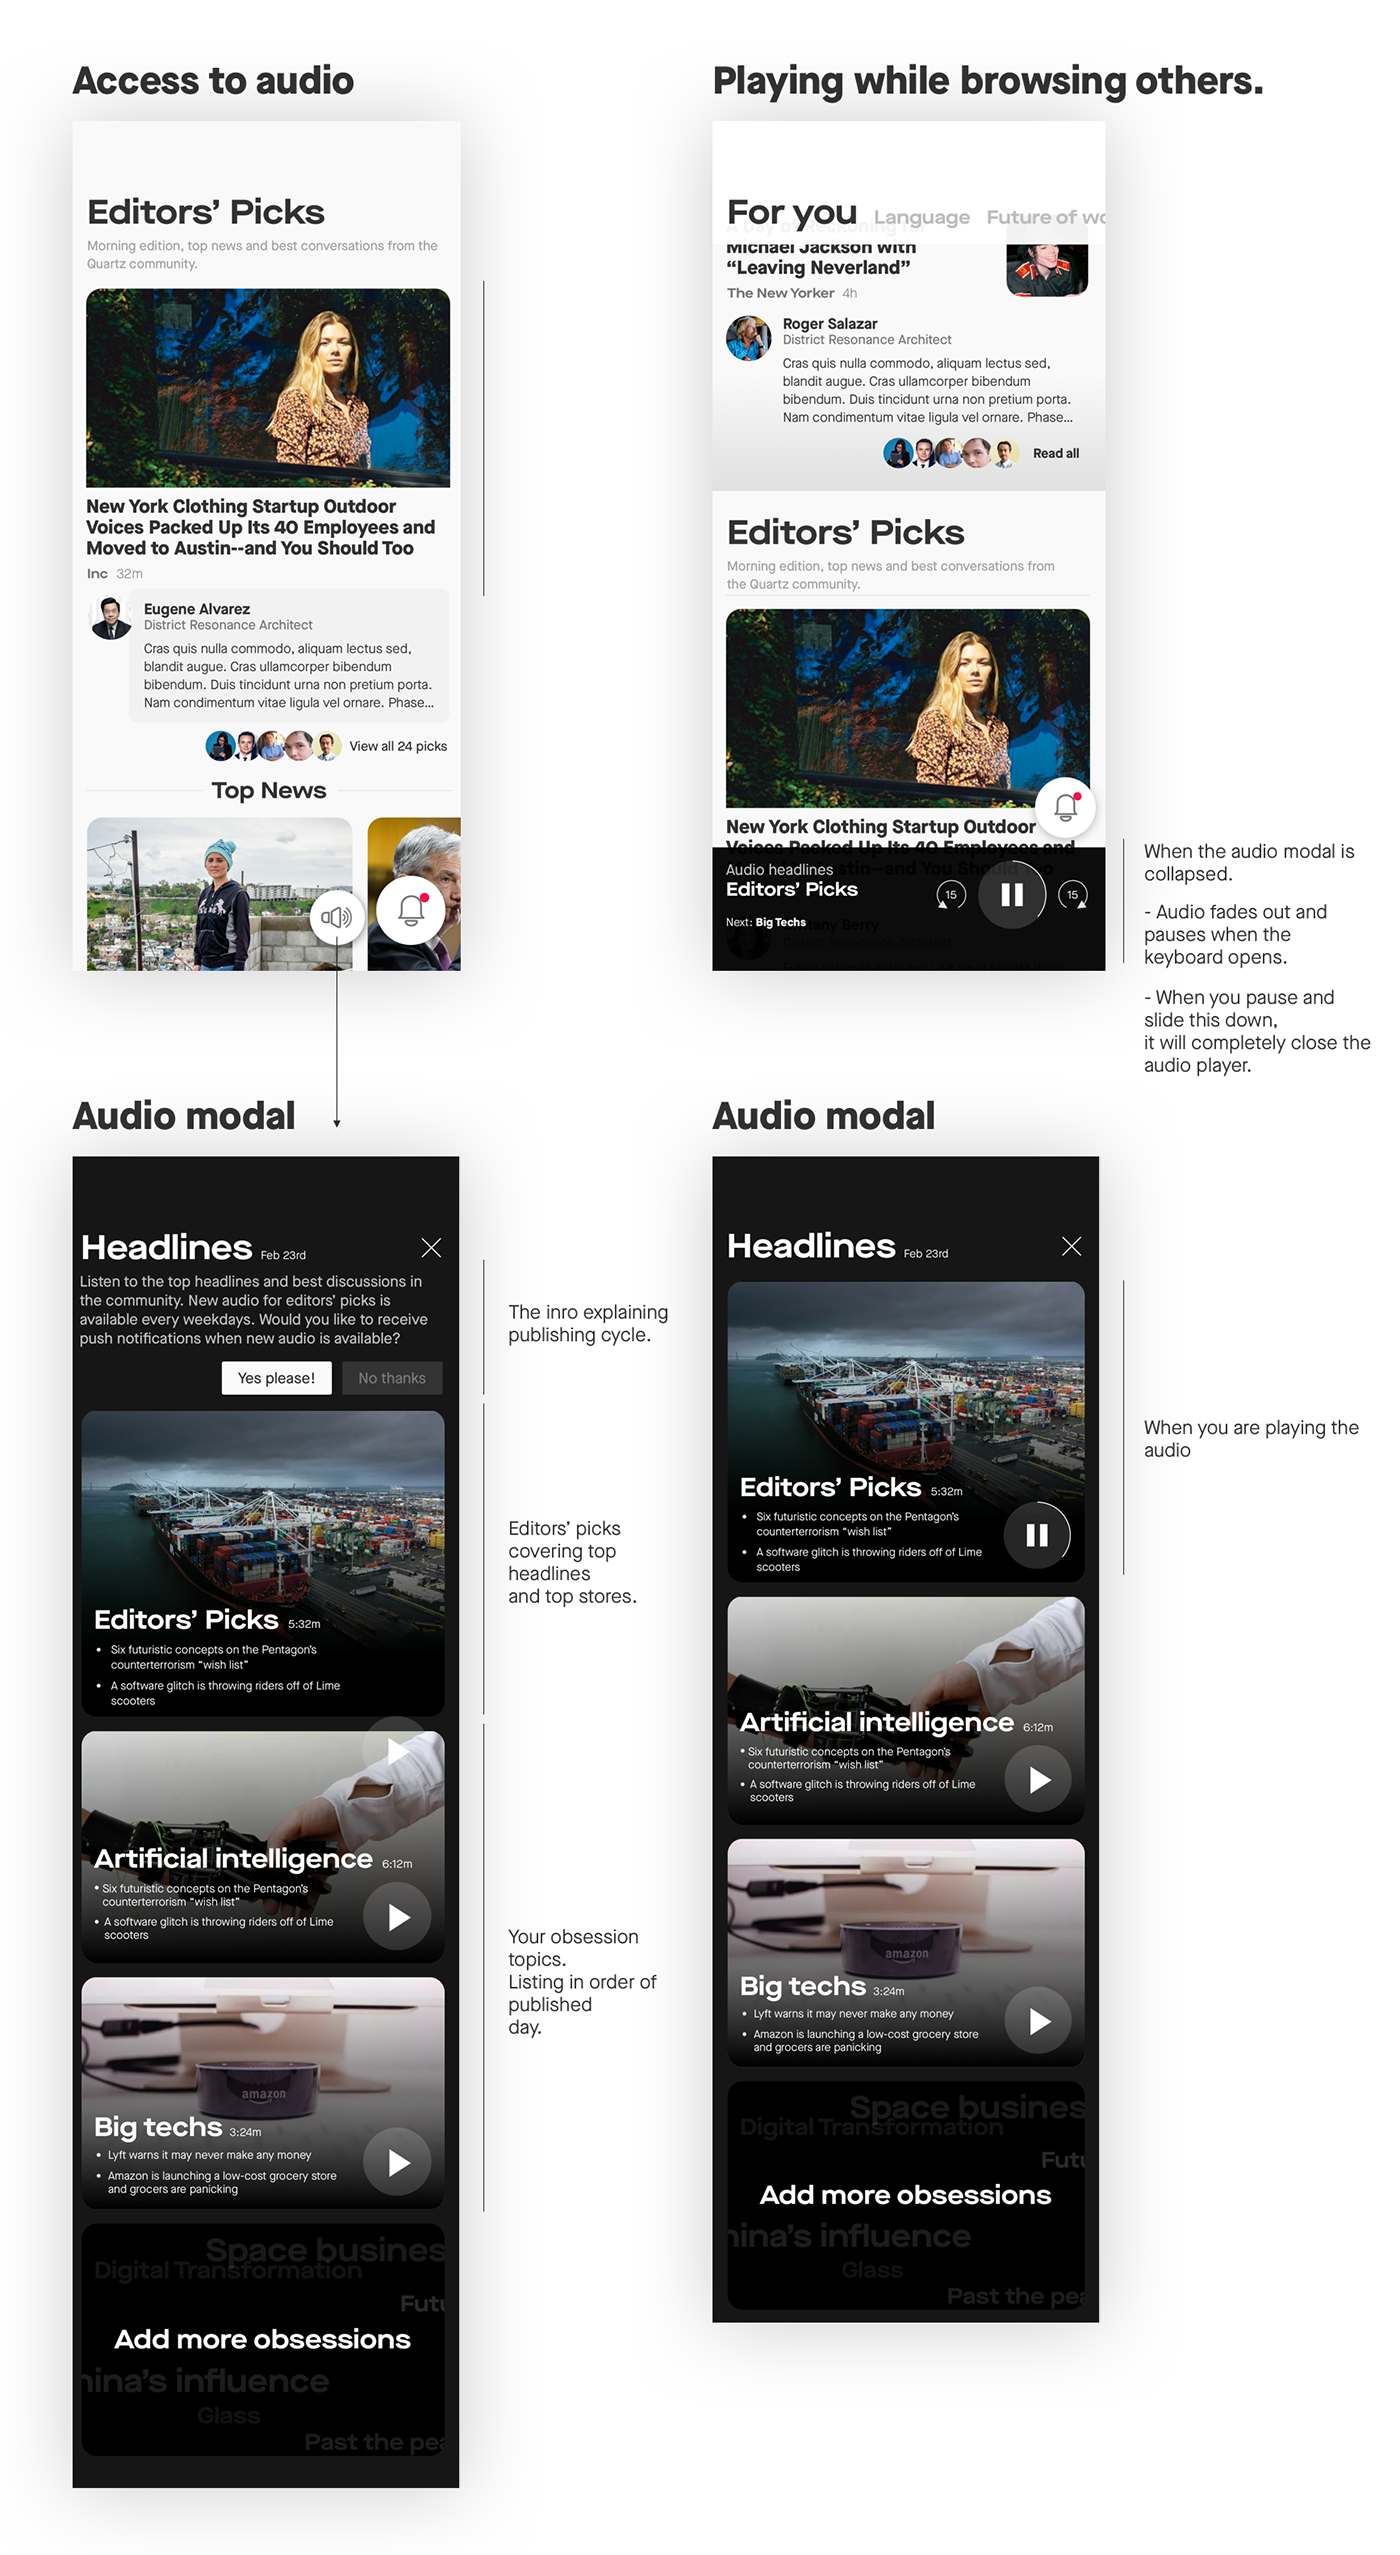 Access to audio
Editors’ Picks
Morning edition, top news and best conversations from the
Quartz community.
New York Clothing Startup Outdoor
Voices Packed Up Its 40 Employees and
Moved to Austin--and You Should Too
Inc 32m
Eugene Alvarez
District Resonance Architect
Cras quis nulla commodo, aliquam lectus sed,
blandit augue. Cras ullamcorper bibendum
bibendum. Duis tincidunt urna non pretium porta.
Nam condimentum vitae ligula vel ornare. Phase...
View all 24 picks
Top News
Playing while browsing others.
For you Language Future of wo
A Day of Reckoning for
Michael Jackson with
“Leaving Neverland”
The New Yorker 4h
Roger Salazar
District Resonance Architect
Cras quis nulla commodo, aliquam lectus sed,
blandit augue. Cras ullamcorper bibendum
bibendum. Duis tincidunt urna non pretium porta.
Nam condimentum vitae ligula vel ornare. Phase...
Read all
Editors’ Picks
Morning edition, top news and best conversations from
the Quartz community.
New York Clothing Startup Outdoor
Voices Packed Up Its 40 Employees and
Austin--and You Should Too
Audio headlines
Editors’ Picks
15
15
Next: Big Techs
Berry
District Resonance Architect
When the audio modal is
collapsed.
- Audio fades out and
pauses when the
keyboard opens.
- When you pause and
slide this down,
it will completely close the
audio player.
Audio modal
Headlines Feb 23rd
Listen to the top headlines and best discussions in
the community. New audio for editors’ picks is
available every weekdays. Would you like to receive
push notifications when new audio is available?
Yes please!
No thanks
Editors’ Picks 5:32m
• Six futuristic concepts on the Pentagon’s
counterterrorism “wish list”
• A software glitch is throwing riders off of Lime
scooters
Artificial intelligence 6:12m
• Six futuristic concepts on the Pentagon’s
counterterrorism “wish list”
• A software glitch is throwing riders off of Lime
scooters
amazon
Big techs 3:24m
• Lyft warns it may never make any money
• Amazon is launching a low-cost grocery store
and grocers are panicking
Space busines
Digital Transformation
Futu
Add more obsessions
hina’s influence
Glass
Past the pea
The inro explaining
publishing cycle.
Editors’ picks
covering top
headlines
and top stores.
Your obsession
topics.
Listing in order of
published
day.
Audio modal
Headlines Feb 23rd
Editors’ Picks 5:32m
• Six futuristic concepts on the Pentagon’s
counterterrorism “wish list”
• A software glitch is throwing riders off of Lime
scooters
Artificial intelligence 6:12m
• Six futuristic concepts on the Pentagon’s
counterterrorism “wish list”
• A software glitch is throwing riders off of Lime
scooters
amazon
Big techs 3:24m
• Lyft warns it may never make any money
• Amazon is launching a low-cost grocery store
and grocers are panicking
Space busines
Digital Transformation
Futu
Add more obsessions
hina’s influence
Glass
Past the pea
When you are playing the
audio